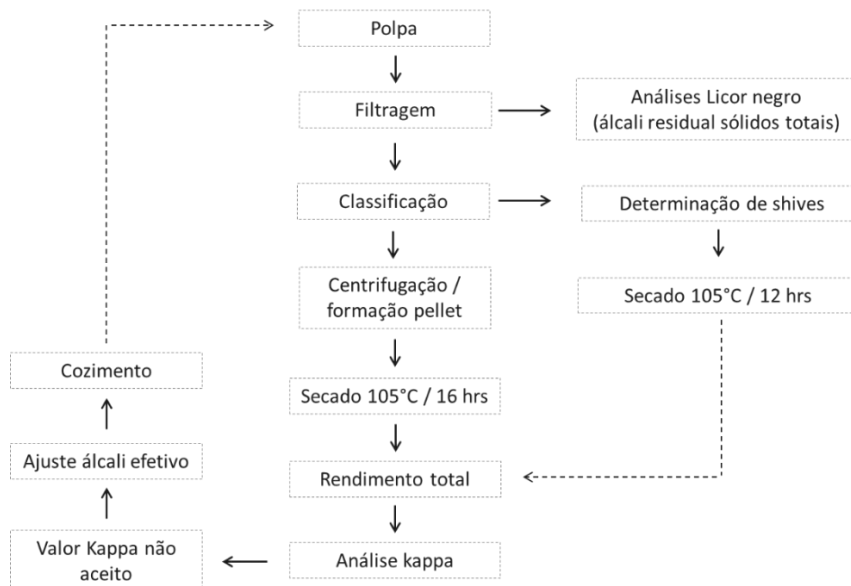 Polpa
Filtragem
Análises Licor negro
(álcali residual sólidos totais)
Classificação
Determinação de shives
Centrifugação /
formação pellet
Secado 105°C / 12 hrs
Cozimento
Secado 105°C / 16 hrs
Ajuste álcali efetivo
Rendimento total
Valor Kappa não
aceito
Análise kappa